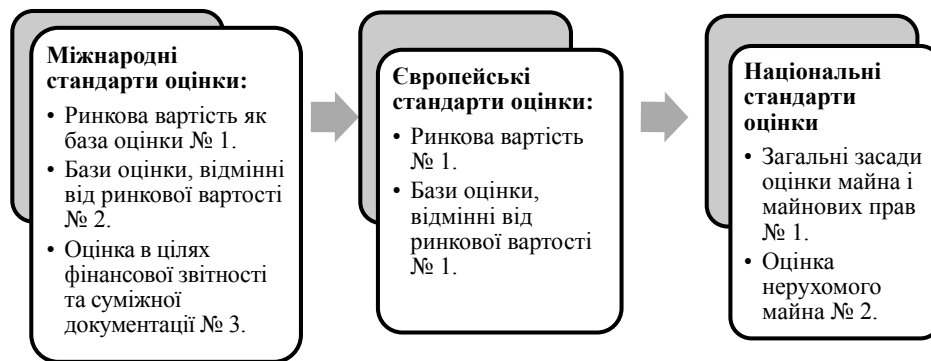 Міжнародні
стандарти оцінки:
• Ринкова вартість як
база оцінки № 1.
• Бази оцінки, відмінні
від ринкової вартості
№ 2.
• Оцінка в цілях
фінансової звітності
та суміжної
документації № 3.
Європейські
стандарти оцінки:
• Ринкова вартість
№ 1.
• Бази оцінки,
відмінні від
ринкової вартості
№ 1.
Національні
стандарти
оцінки
• Загальні засади
оцінки майна і
майнових прав
№ 1.
• Оцінка
нерухомого
майна № 2.